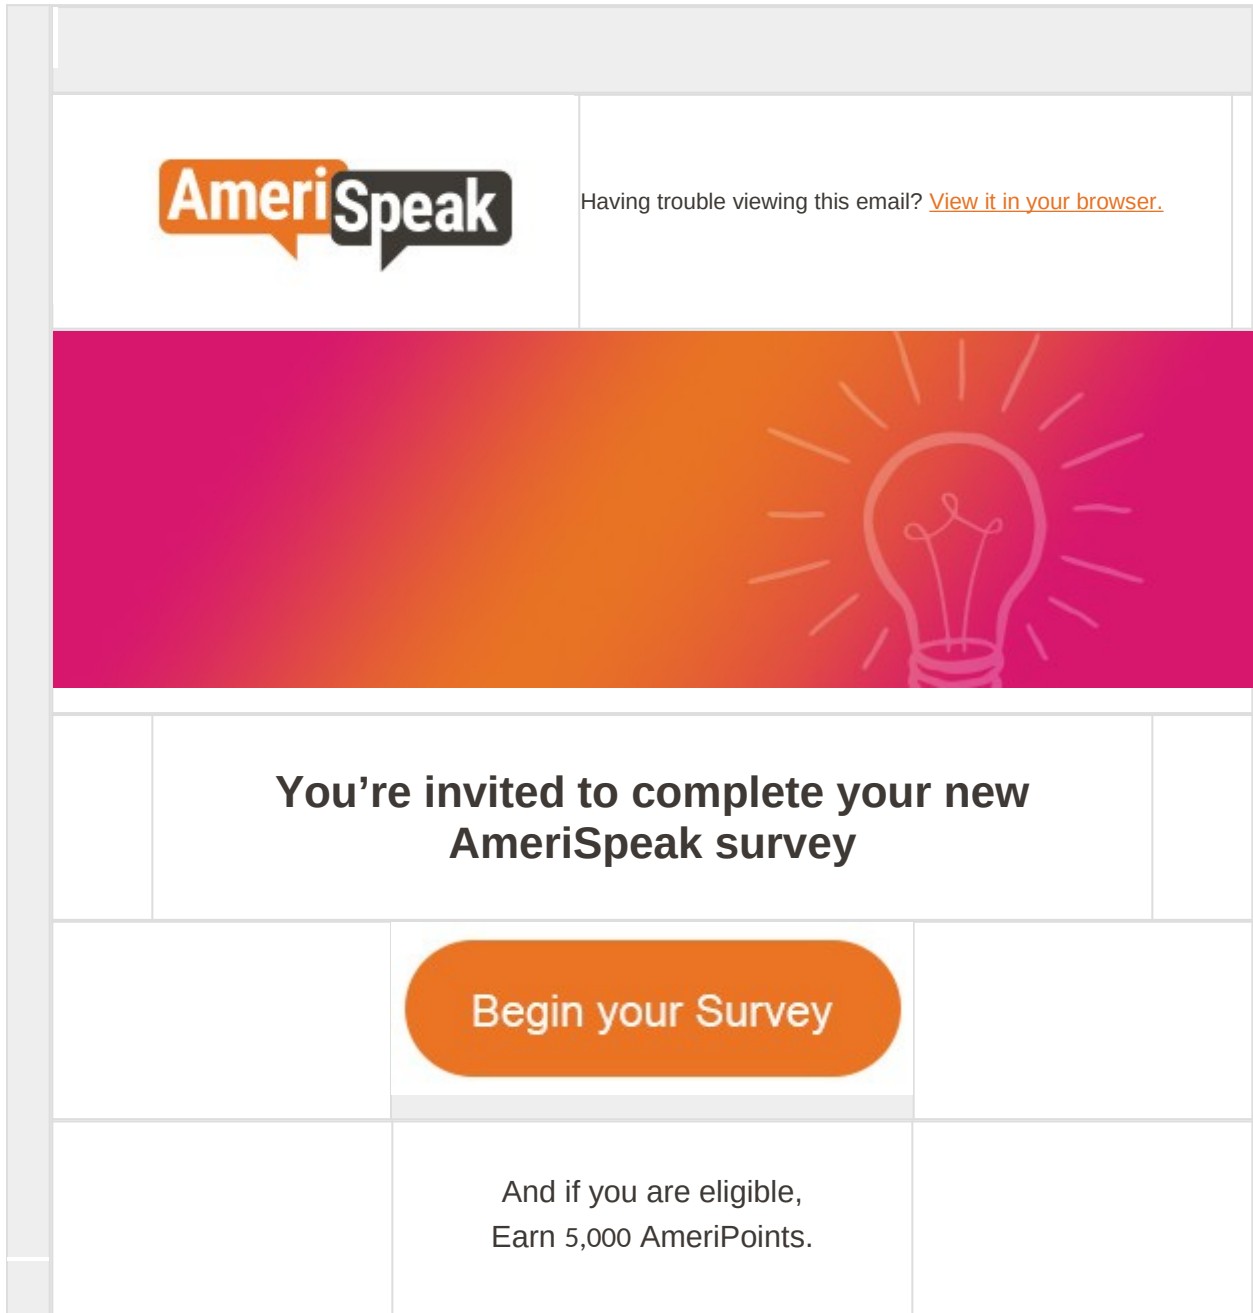 AmeriSpeak
Having trouble viewing this email? View it in your browser.
You’re invited to complete your new
AmeriSpeak survey
Begin your Survey
And if you are eligible,
Earn 5,000 AmeriPoints.